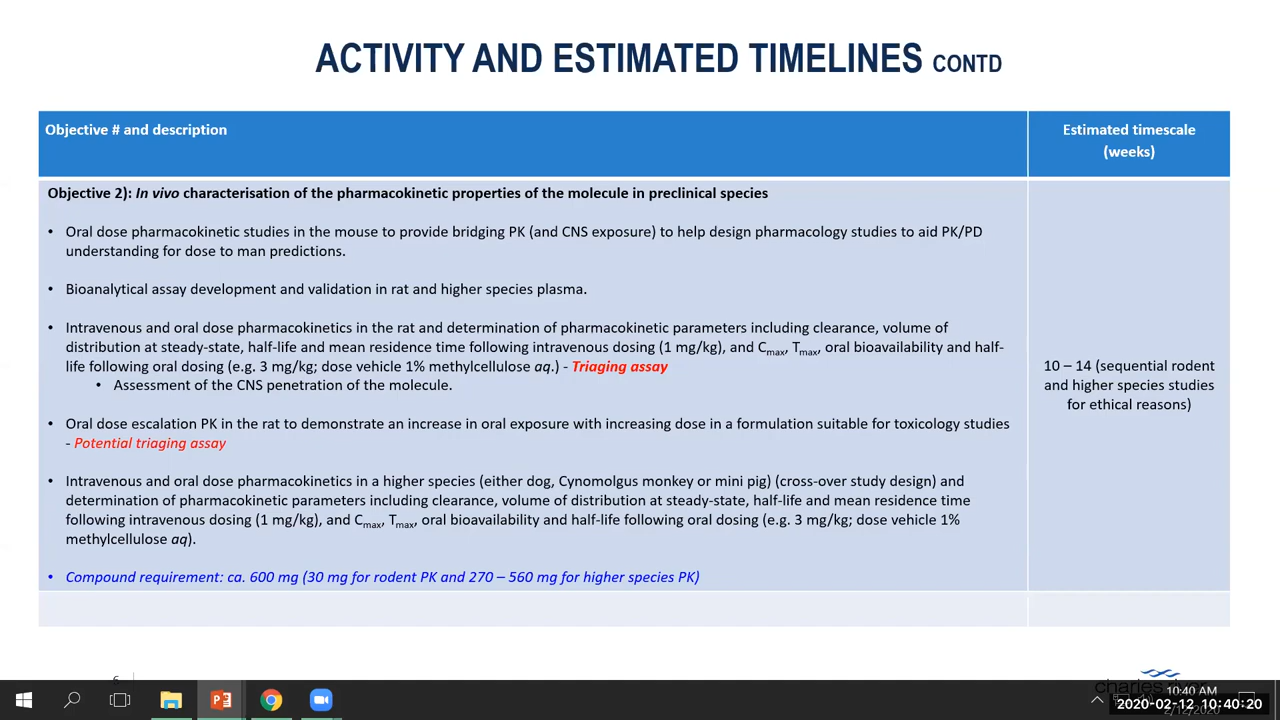 ACTIVITY AND ESTIMATED TIMELINES CONTD
Objective # and description
Estimated timescale
(weeks)
Objective 2): In vivo characterisation of the pharmacokinetic properties of the molecule in preclinical species
• Oral dose pharmacokinetic studies in the mouse to provide bridging PK (and CNS exposure) to help design pharmacology studies to aid PK/PD
understanding for dose to man predictions.
• Bioanalytical assay development and validation in rat and higher species plasma.
• Intravenous and oral dose pharmacokinetics in the rat and determination of pharmacokinetic parameters including clearance, volume of
distribution at steady-state, half-life and mean residence time following intravenous dosing (1 mg/kg), and Cmax, Tmax, oral bioavailability and half-
life following oral dosing (e.g. 3 mg/kg; dose vehicle 1% methylcellulose aq.) - Triaging assay
• Assessment of the CNS penetration of the molecule.
• Oral dose escalation PK in the rat to demonstrate an increase in oral exposure with increasing dose in a formulation suitable for toxicology studies
- Potential triaging assay
• Intravenous and oral dose pharmacokinetics in a higher species (either dog, Cynomolgus monkey or mini pig) (cross-over study design) and
determination of pharmacokinetic parameters including clearance, volume of distribution at steady-state, half-life and mean residence time
following intravenous dosing (1 mg/kg), and Cmax, Tmax, oral bioavailability and half-life following oral dosing (e.g. 3 mg/kg; dose vehicle 1%
methylcellulose aq).
• Compound requirement: ca. 600 mg (30 mg for rodent PK and 270 – 560 mg for higher species PK)
10 – 14 (sequential rodent
and higher species studies
for ethical reasons)
6
charles river
10:40 AM
2020-02-12 10:40:20
2/12/2020